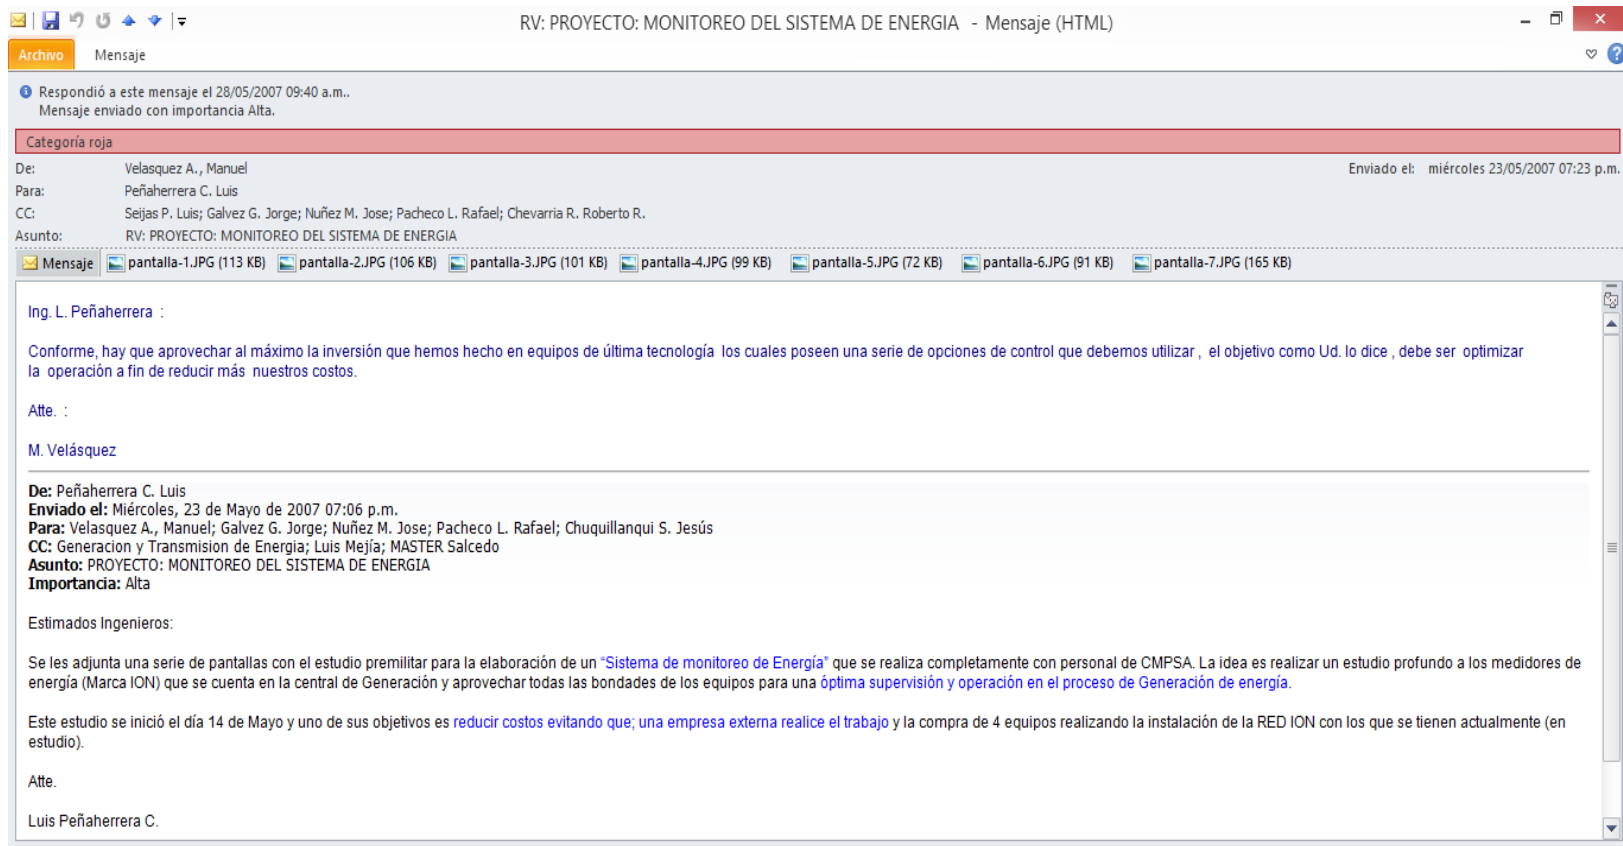 RV: PROYECTO: MONITOREO DEL SISTEMA DE ENERGIA - Mensaje (HTML)
Archivo Mensaje
Respondió a este mensaje el 28/05/2007 09:40 a.m..
Mensaje enviado con importancia Alta.
Categoría roja
De: Velasquez A., Manuel Enviado el: miércoles 23/05/2007 07:23 p.m.
Para: Peñaherrera C. Luis
CC: Seijas P. Luis; Galvez G. Jorge; Nuñez M. Jose; Pacheco L. Rafael; Chevarria R. Roberto R.
Asunto: RV: PROYECTO: MONITOREO DEL SISTEMA DE ENERGIA
Mensaje pantalla-1.JPG (113 KB) pantalla-2.JPG (106 KB) pantalla-3.JPG (101 KB) pantalla-4.JPG (99 KB) pantalla-5.JPG (72 KB) pantalla-6.JPG (91 KB) pantalla-7.JPG (165 KB)
Ing. L. Peñaherrera :
Conforme, hay que aprovechar al máximo la inversión que hemos hecho en equipos de última tecnología los cuales poseen una serie de opciones de control que debemos utilizar , el objetivo como Ud. lo dice , debe ser optimizar
la operación a fin de reducir más nuestros costos.
Atte. :
M. Velásquez
De: Peñaherrera C. Luis
Enviado el: Miércoles, 23 de Mayo de 2007 07:06 p.m.
Para: Velasquez A., Manuel; Galvez G. Jorge; Nuñez M. Jose; Pacheco L. Rafael; Chuquillanqui S. Jesús
CC: Generacion y Transmision de Energia; Luis Mejía; MASTER Salcedo
Asunto: PROYECTO: MONITOREO DEL SISTEMA DE ENERGIA
Importancia: Alta
Estimados Ingenieros:
Se les adjunta una serie de pantallas con el estudio premilitar para la elaboración de un “Sistema de monitoreo de Energía” que se realiza completamente con personal de CMPSA. La idea es realizar un estudio profundo a los medidores de
energía (Marca ION) que se cuenta en la central de Generación y aprovechar todas las bondades de los equipos para una óptima supervisión y operación en el proceso de Generación de energía.
Este estudio se inició el día 14 de Mayo y uno de sus objetivos es reducir costos evitando que; una empresa externa realice el trabajo y la compra de 4 equipos realizando la instalación de la RED ION con los que se tienen actualmente (en
estudio).
Atte.
Luis Peñaherrera C.